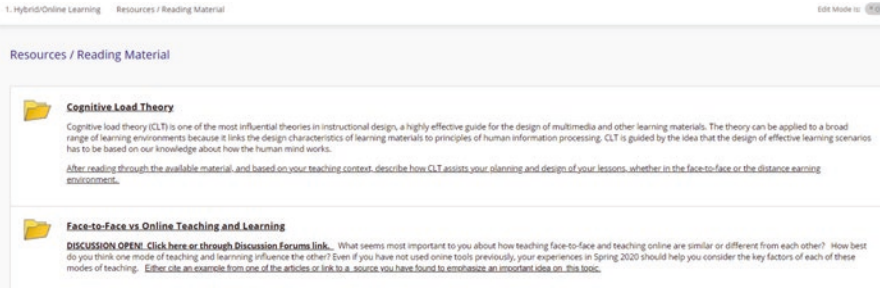 1. Hybrid/Online Learning Resources / Reading Material Edit Mode is:
Resources / Reading Material
Cognitive Load Theory
Cognitive load theory (CLT) is one of the most influential theories in instructional design, a highly effective guide for the design of multimedia and other learning materials. The theory can be applied to a broad
range of learning environments because it links the design characteristics of learning materials to principles of human information processing. CLT is guided by the idea that the design of effective learning scenarios
has to be based on our knowledge about how the human mind works.
After reading through the available material, and based on your teaching context, describe how CLT assists your planning and design of your lessons, whether in the face-to-face or the distance earning
environment.
Face-to-Face vs Online Teaching and Learning
DISCUSSION OPEN! Click here or through Discussion Forums link. What seems most important to you about how teaching face-to-face and teaching online are similar or different from each other? How best
do you think one mode of teaching and learnning influence the other? Even if you have not used onine tools previously, your experiences in Spring 2020 should help you consider the key factors of each of these
modes of teaching. Either cite an example from one of the articles or link to a source you have found to emphasize an important idea on this topic.